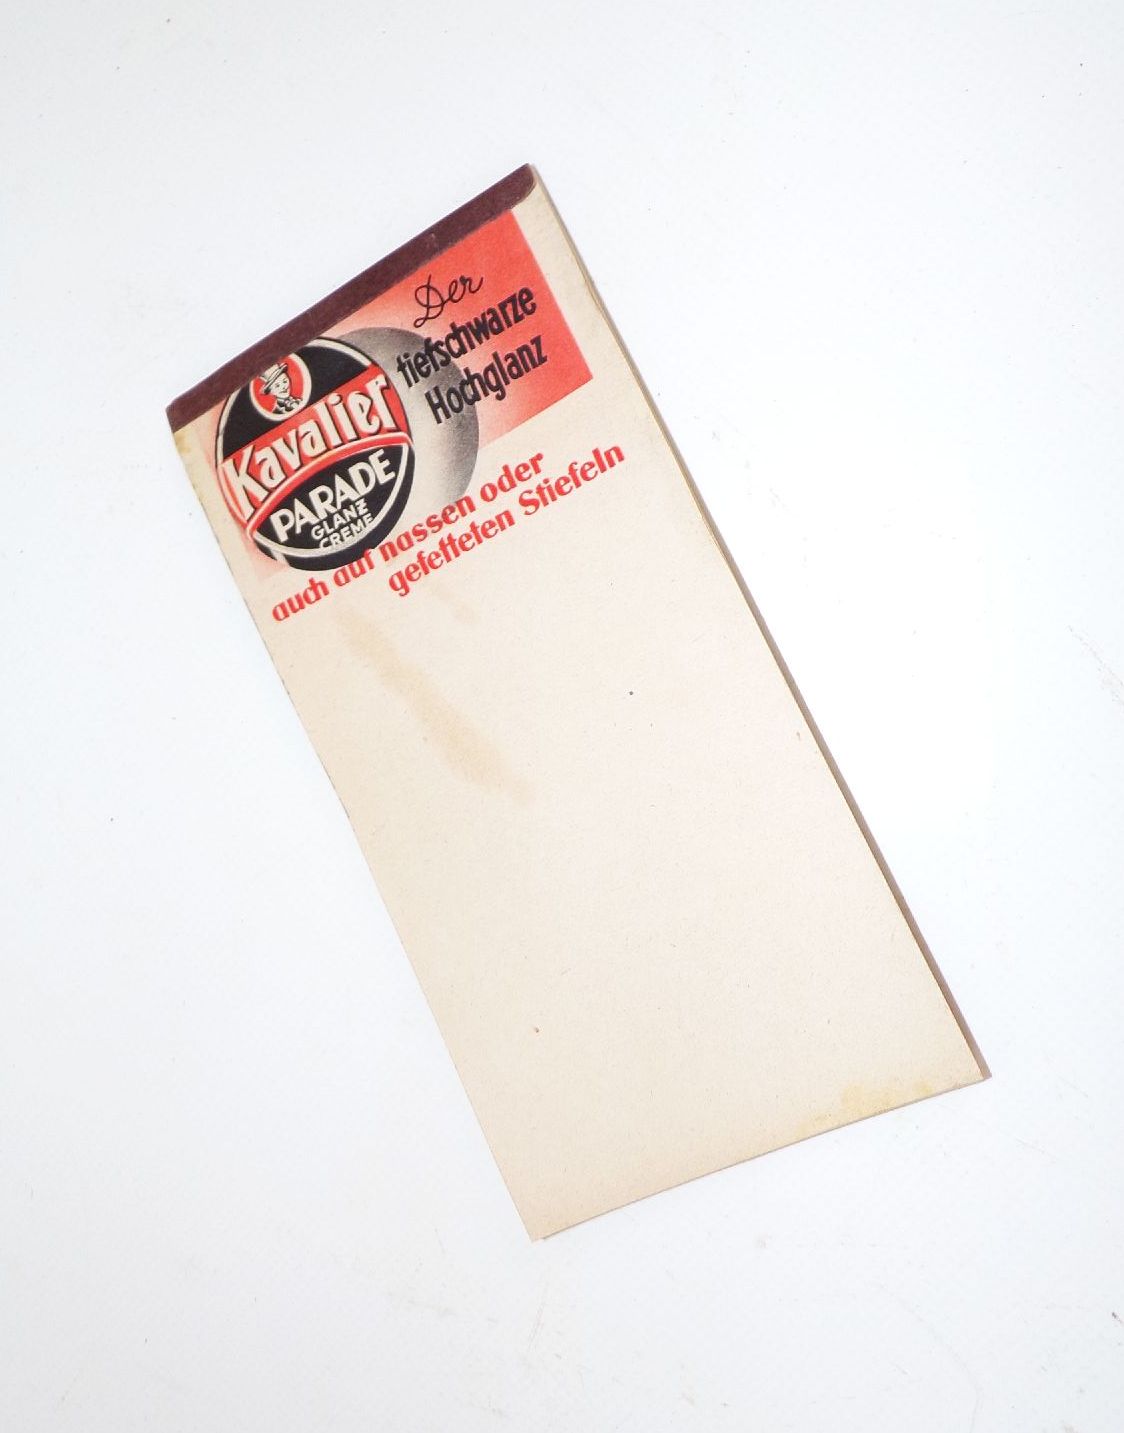 Der
tiefschwarze
Hochglanz
Kavalier
PARADE
GLANZ
CREME
auch auf nassen oder
gefetteten Stiefeln